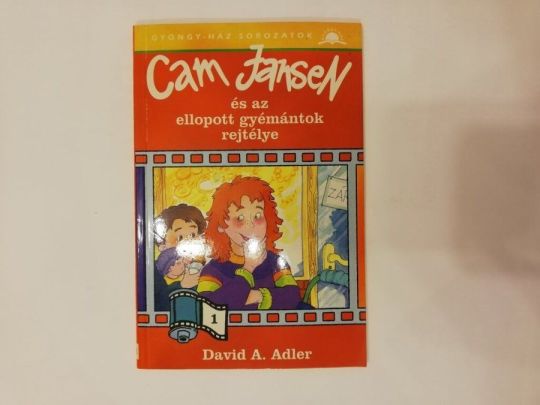 GYÖNGY-HÁZ SOROZATOK
Cam Jansen
és az
ellopott gyémántok
rejtélye
ZÁR
1
David A. Adler